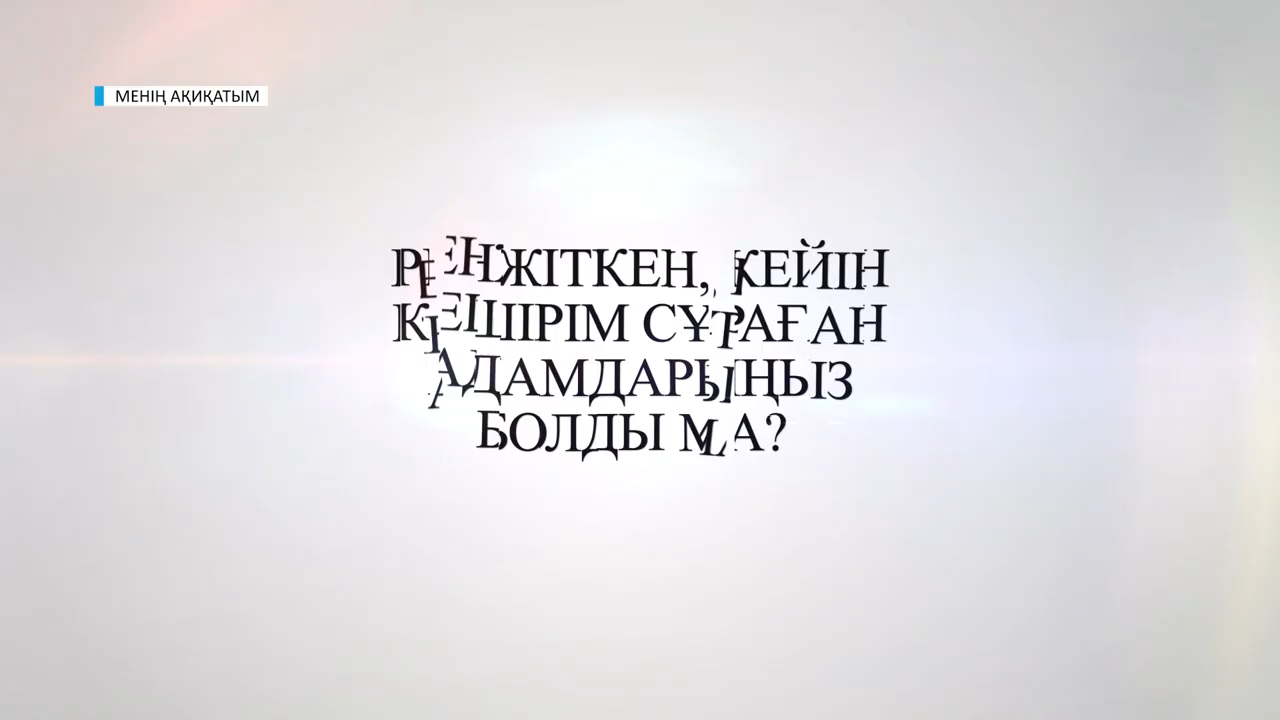 МЕНІҢ АҚИҚАТЫМ
РЕНЖІТКЕН, КЕЙІН
КЕШІРІМ СҰРАҒАН
АДАМДАРЫҢЫЗ
БОЛДЫ МА?